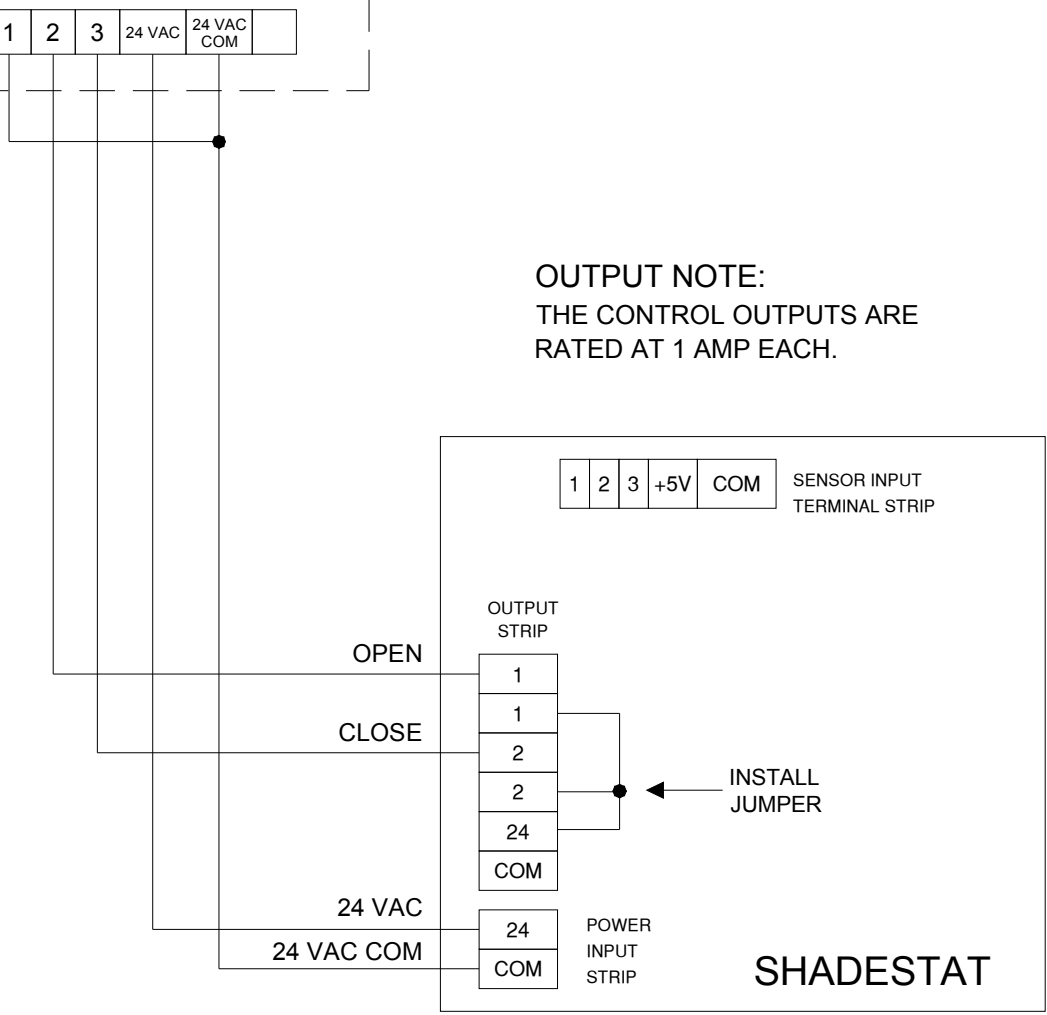 1 2 3 24 VAC 24 VAC
COM
OUTPUT NOTE:
THE CONTROL OUTPUTS ARE
RATED AT 1 AMP EACH.
1 2 3 +5V COM
SENSOR INPUT
TERMINAL STRIP
OUTPUT
STRIP
OPEN
1
1
CLOSE
2
2
24
COM
INSTALL
JUMPER
24 VAC
24
24 VAC COM
COM
POWER
INPUT
STRIP
SHADESTAT